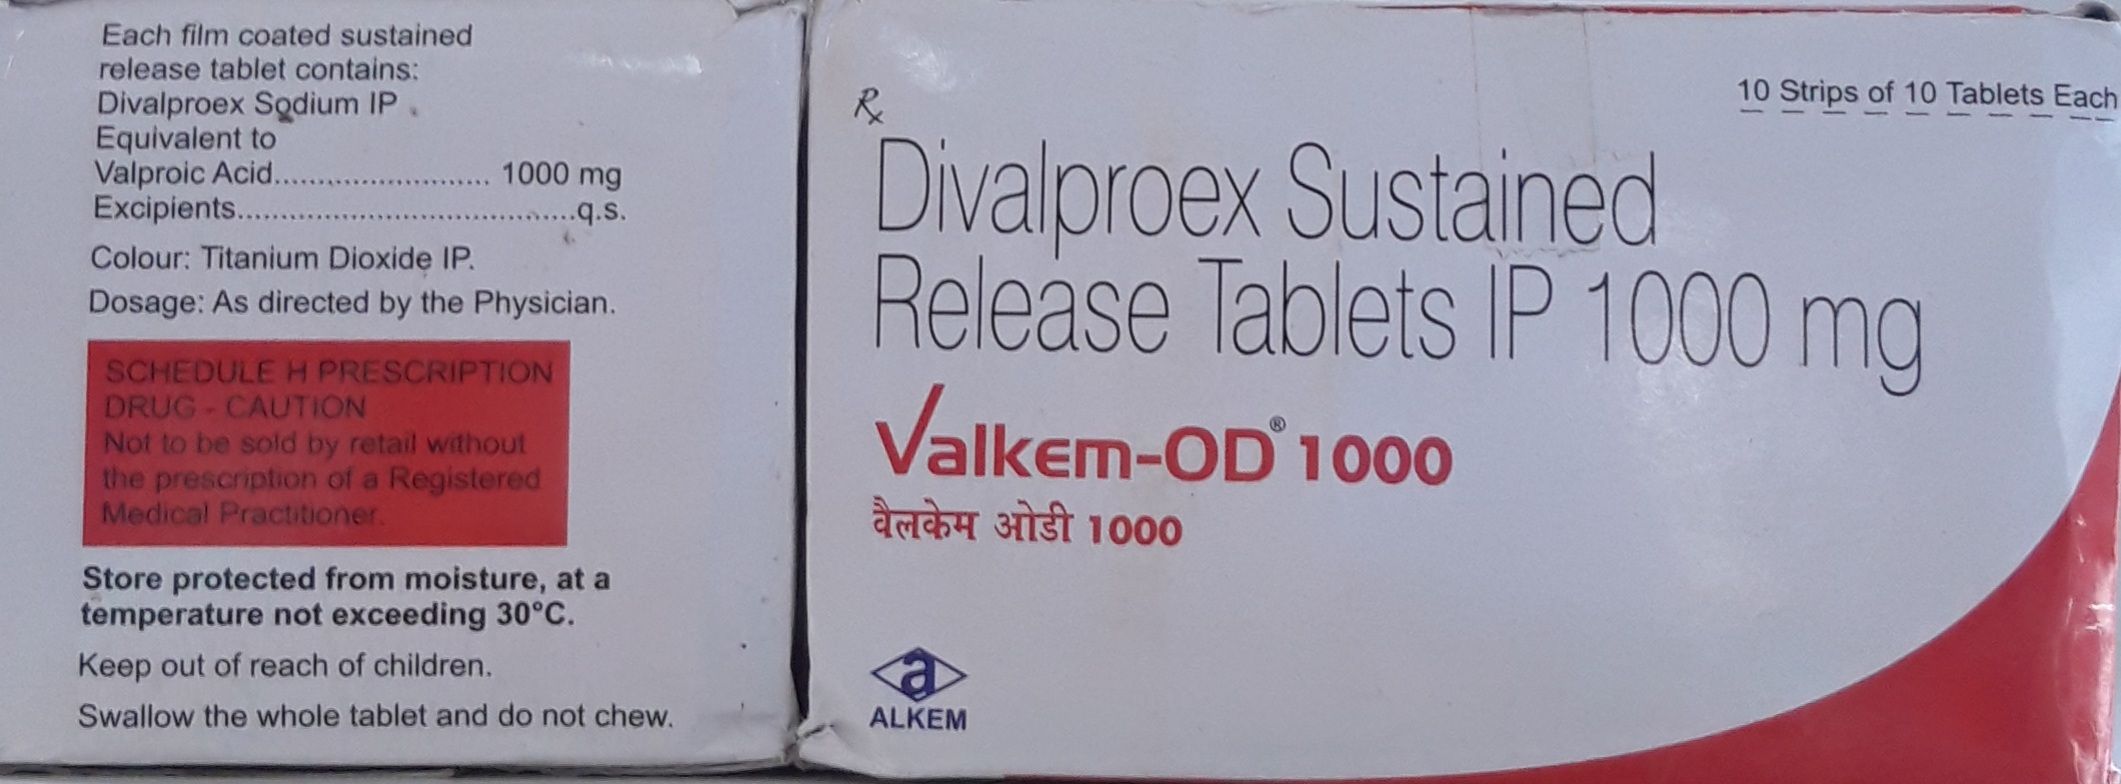 Each film coated sustained
release tablet contains:
Divalproex Sodium IP
Equivalent to
Valproic Acid......................... 1000 mg
Excipients.......................................q.s.
Colour: Titanium Dioxide IP.
Dosage: As directed by the Physician.
SCHEDULE H PRESCRIPTION
DRUG - CAUTION
Not to be sold by retail without
the prescription of a Registered
Medical Practitioner.
Store protected from moisture, at a
temperature not exceeding 30°C.
Keep out of reach of children.
Swallow the whole tablet and do not chew.
10 Strips of 10 Tablets Each
Rx
Divalproex Sustained
Release Tablets IP 1000 mg
Valkem-OD® 1000
वैलकेम ओडी 1000
a
ALKEM